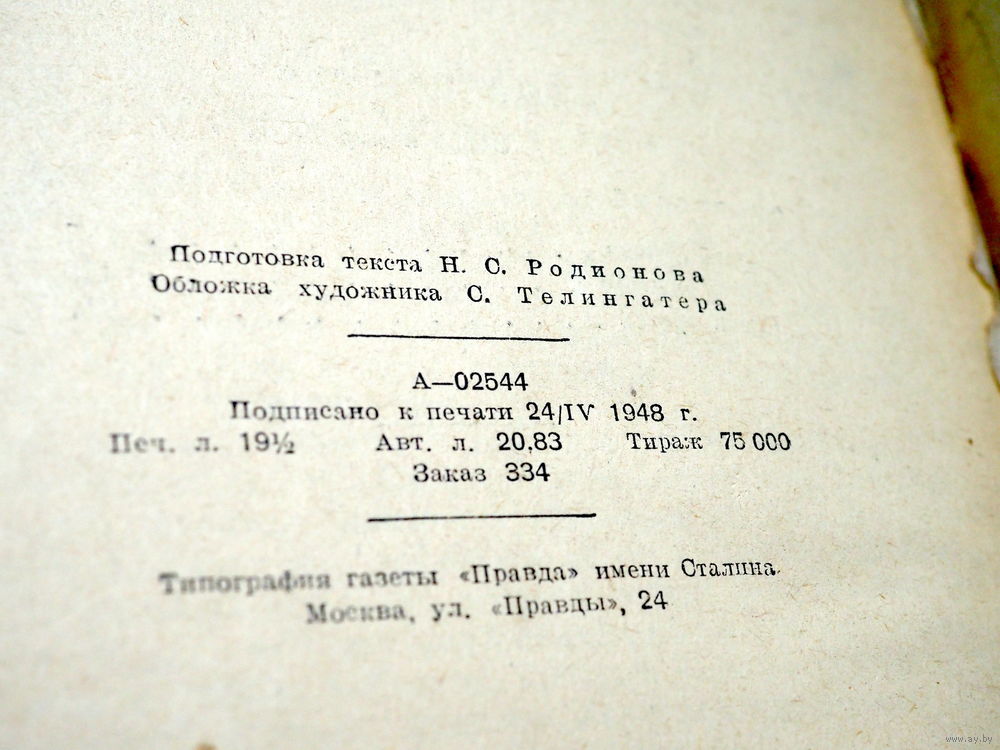 Подготовка текста Н. С. Родионова
Обложка художника С. Телингатера
А—02544
Подписано к печати 24/IV 1948 г.
Печ. л. 19½ Авт. л. 20,83 Тираж 75 000
Заказ 334
Типография газеты «Правда» имени Сталина.
Москва, ул. «Правды», 24
www.ay.by